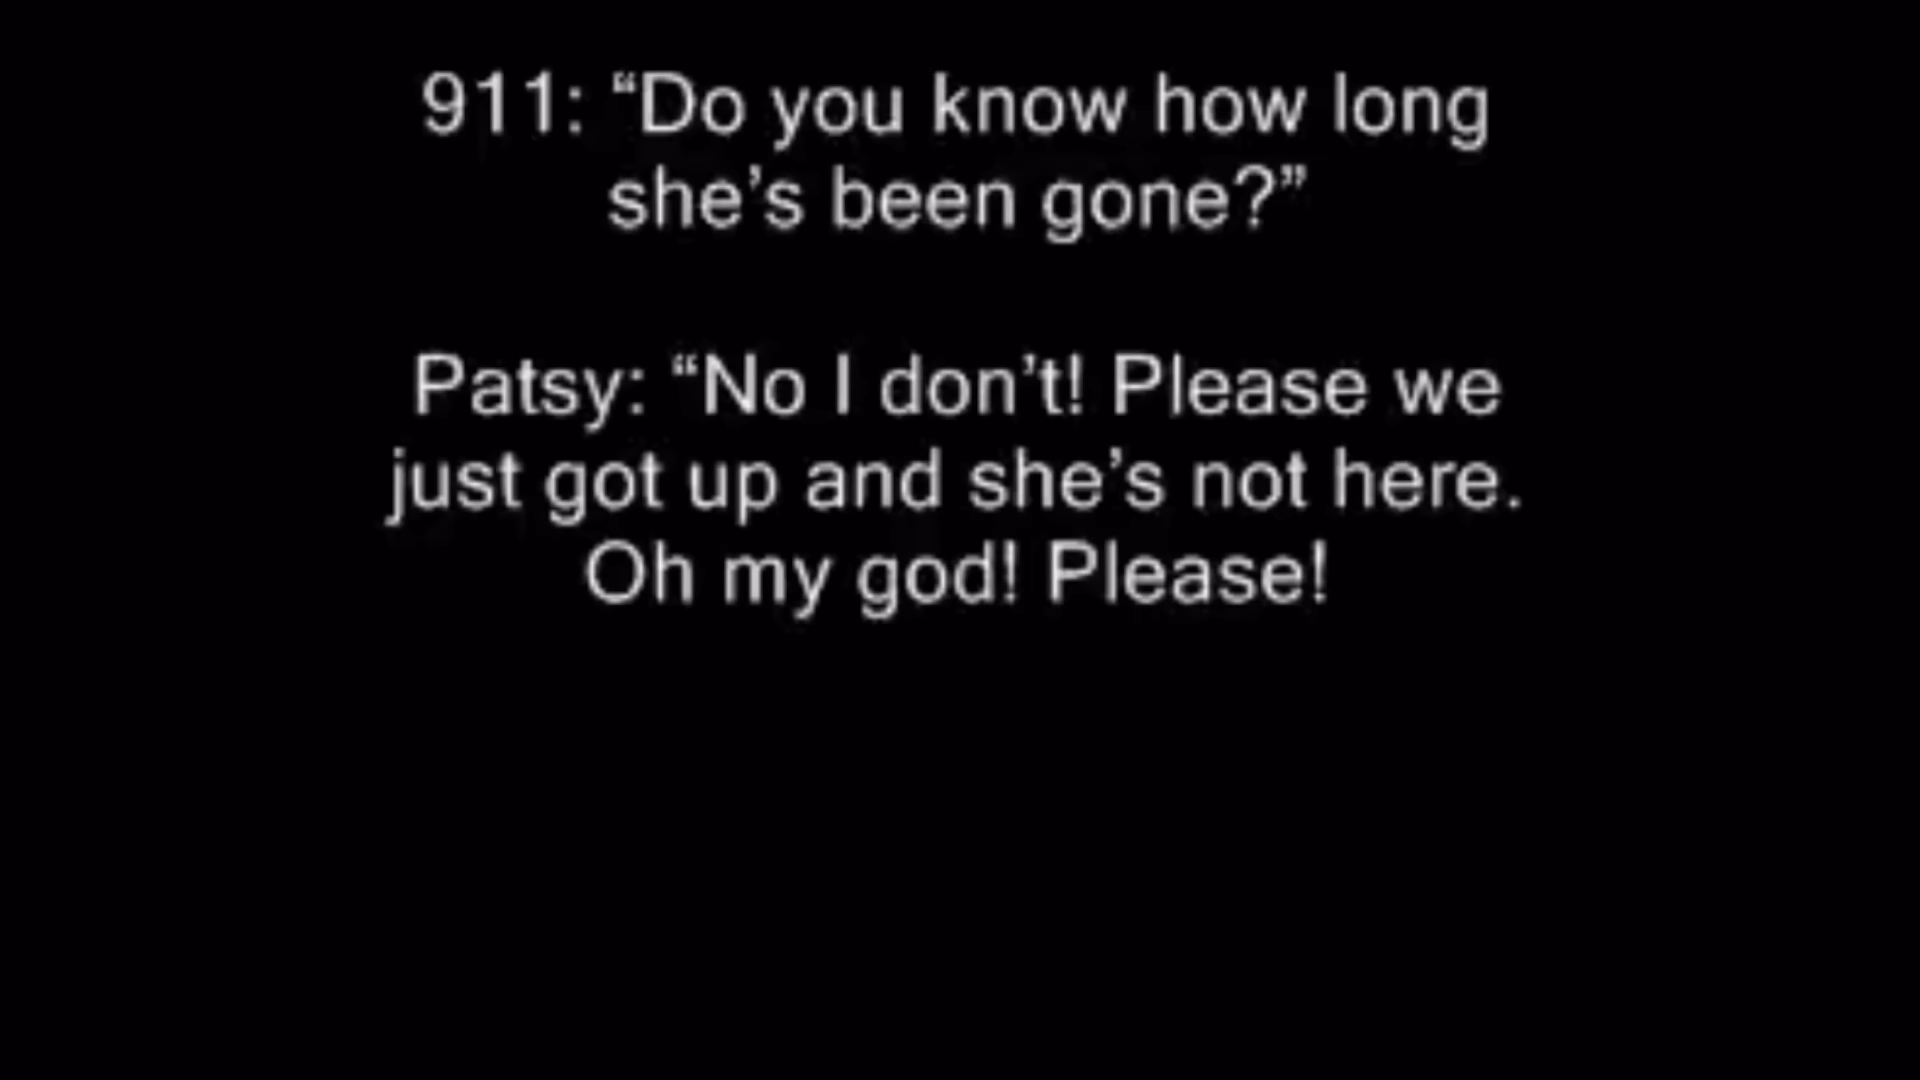 911: “Do you know how long
she’s been gone?”
Patsy: “No I don’t! Please we
just got up and she’s not here.
Oh my god! Please!